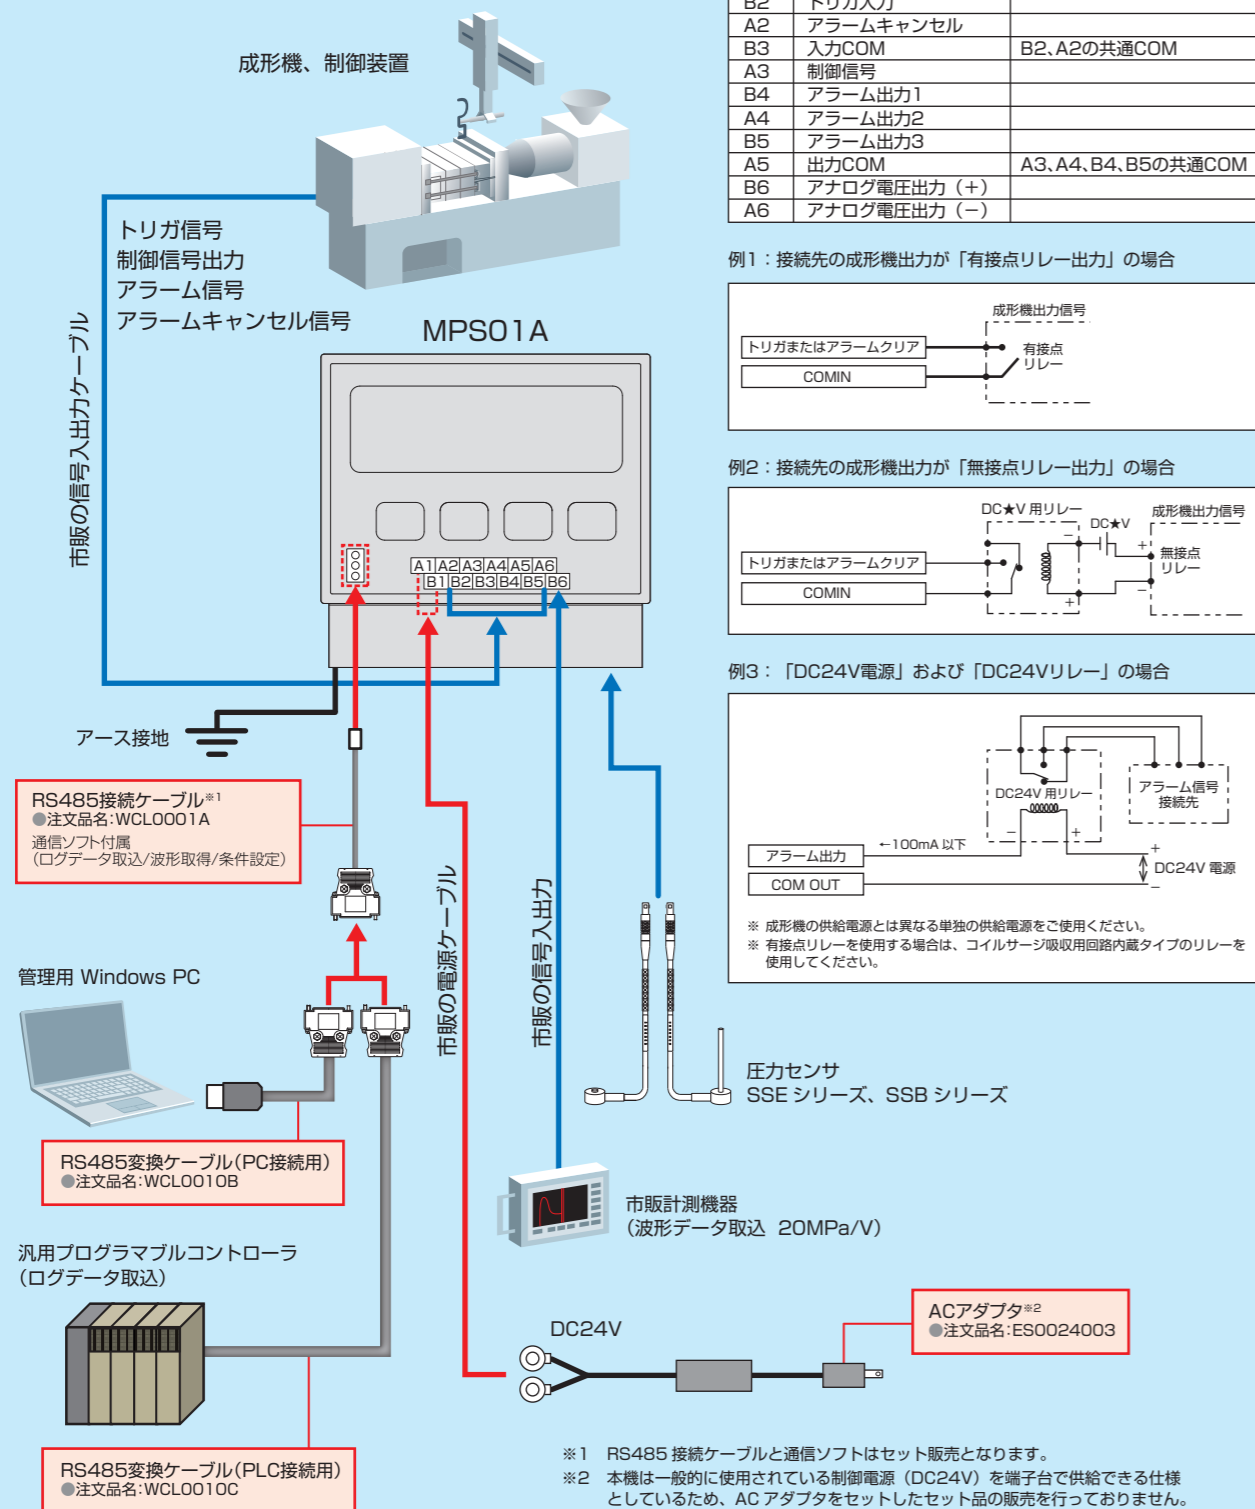 B2 トリガ入力
A2 アラームキャンセル
B3 入力COM B2、A2の共通COM
A3 制御信号
B4 アラーム出力1
A4 アラーム出力2
B5 アラーム出力3
A5 出力COM A3、A4、B4、B5の共通COM
B6 アナログ電圧出力（+）
A6 アナログ電圧出力（−）
成形機、制御装置
トリガ信号
制御信号出力
アラーム信号
アラームキャンセル信号
市販の信号入出力ケーブル
MPS01A
A1 A2 A3 A4 A5 A6
B1 B2 B3 B4 B5 B6
アース接地
RS485接続ケーブル※1
●注文品名：WCL0001A
通信ソフト付属
（ログデータ取込/波形取得/条件設定）
管理用 Windows PC
RS485変換ケーブル（PC接続用）
●注文品名：WCL0010B
汎用プログラマブルコントローラ
（ログデータ取込）
RS485変換ケーブル（PLC接続用）
●注文品名：WCL0010C
市販の電源ケーブル
市販の信号入出力
圧力センサ
SSE シリーズ、SSB シリーズ
市販計測機器
（波形データ取込 20MPa/V）
DC24V
ACアダプタ※2
●注文品名：ES0024003
例1：接続先の成形機出力が「有接点リレー出力」の場合
成形機出力信号
トリガまたはアラームクリア
COMIN
有接点
リレー
例2：接続先の成形機出力が「無接点リレー出力」の場合
DC★V 用リレー
DC★V
成形機出力信号
トリガまたはアラームクリア
COMIN
−
+
+
−
無接点
リレー
例3：「DC24V電源」および「DC24Vリレー」の場合
DC24V 用リレー
アラーム信号
接続先
−
+
アラーム出力
←100mA 以下
COM OUT
+
DC24V 電源
−
※ 成形機の供給電源とは異なる単独の供給電源をご使用ください。
※ 有接点リレーを使用する場合は、コイルサージ吸収用回路内蔵タイプのリレーを
使用してください。
※1 RS485 接続ケーブルと通信ソフトはセット販売となります。
※2 本機は一般的に使用されている制御電源（DC24V）を端子台で供給できる仕様
としているため、AC アダプタをセットしたセット品の販売を行っておりません。